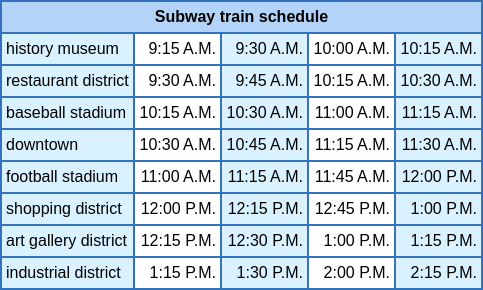 Subway train schedule
history museum 9:15 A.M. 9:30 A.M. 10:00 A.M. 10:15 A.M.
restaurant district 9:30 A.M. 9:45 A.M. 10:15 A.M. 10:30 A.M.
baseball stadium 10:15 A.M. 10:30 A.M. 11:00 A.M. 11:15 A.M.
downtown 10:30 A.M. 10:45 A.M. 11:15 A.M. 11:30 A.M.
football stadium 11:00 A.M. 11:15 A.M. 11:45 A.M. 12:00 P.M.
shopping district 12:00 P.M. 12:15 P.M. 12:45 P.M. 1:00 P.M.
art gallery district 12:15 P.M. 12:30 P.M. 1:00 P.M. 1:15 P.M.
industrial district 1:15 P.M. 1:30 P.M. 2:00 P.M. 2:15 P.M.